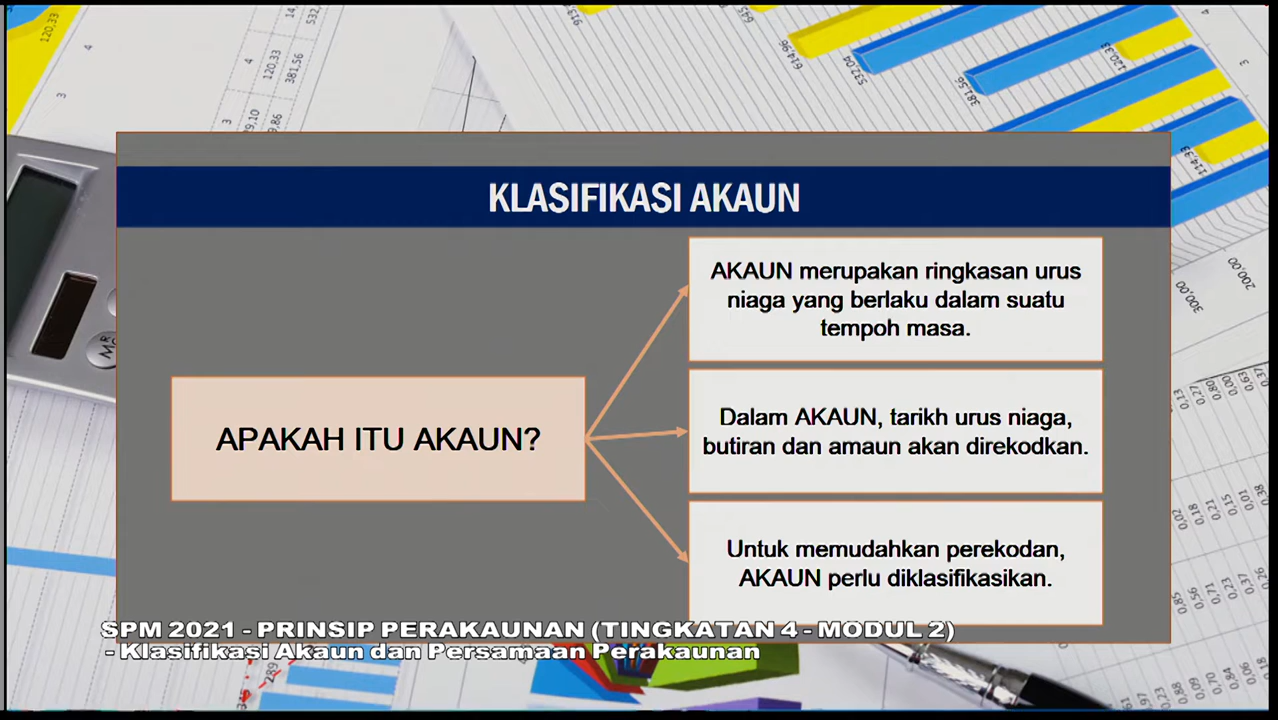 KLASIFIKASI AKAUN
APAKAH ITU AKAUN?
AKAUN merupakan ringkasan urus
niaga yang berlaku dalam suatu
tempoh masa.
Dalam AKAUN, tarikh urus niaga,
butiran dan amaun akan direkodkan.
Untuk memudahkan perekodan,
AKAUN perlu diklasifikasikan.
SPM 2021 - PRINSIP PERAKAUNAN (TINGKATAN 4 - MODUL 2)
- Klasifikasi Akaun dan Persamaan Perakaunan